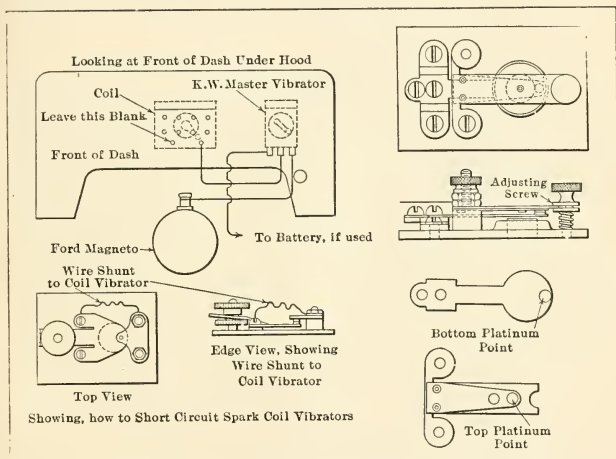 Looking at Front of Dash Under Hood
Coil
K.W. Master Vibrator
Leave this Blank
Front of Dash
To Battery, if used
Ford Magneto
Wire Shunt
to Coil Vibrator
Edge View, Showing
Wire Shunt to
Coil Vibrator
Top View
Showing, how to Short Circuit Spark Coil Vibrators
Adjusting
Screw
Bottom Platinum
Point
Top Platinum
Point